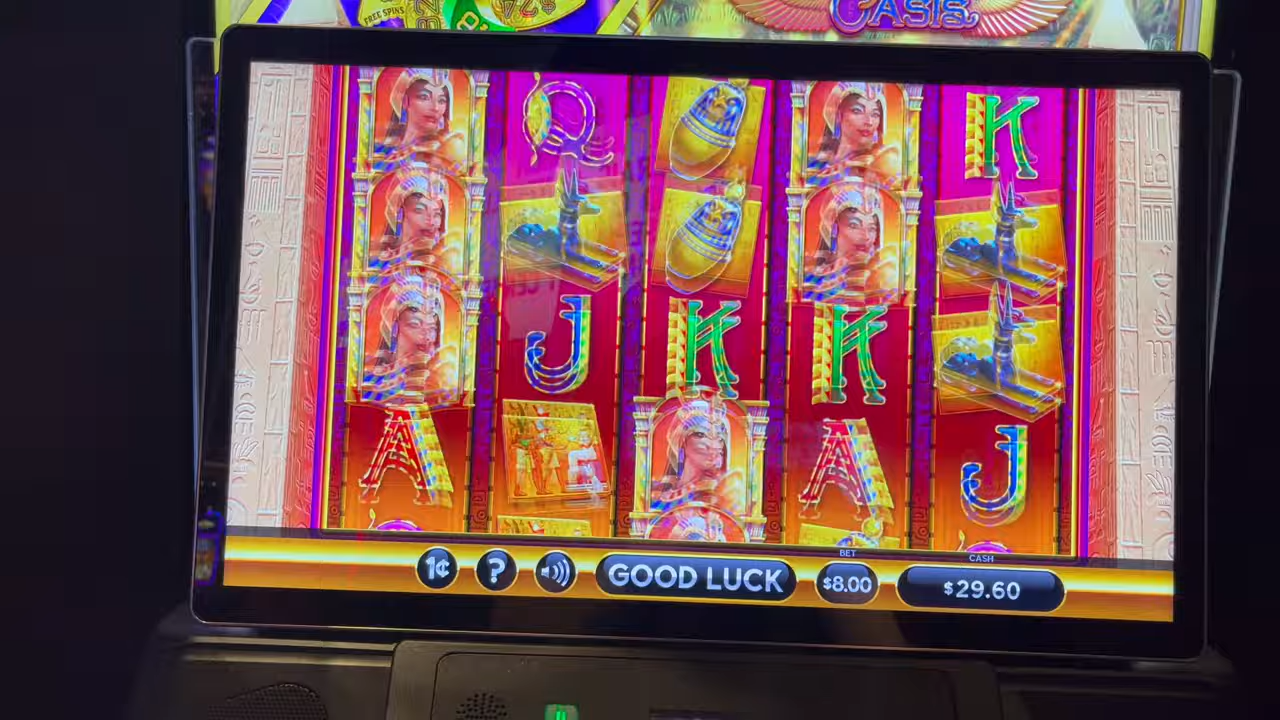 FREE SPINS
OASIS
Q
K
J
K
K
A
A
J
BET
CASH
1¢
?
GOOD LUCK
$8.00
$29.60